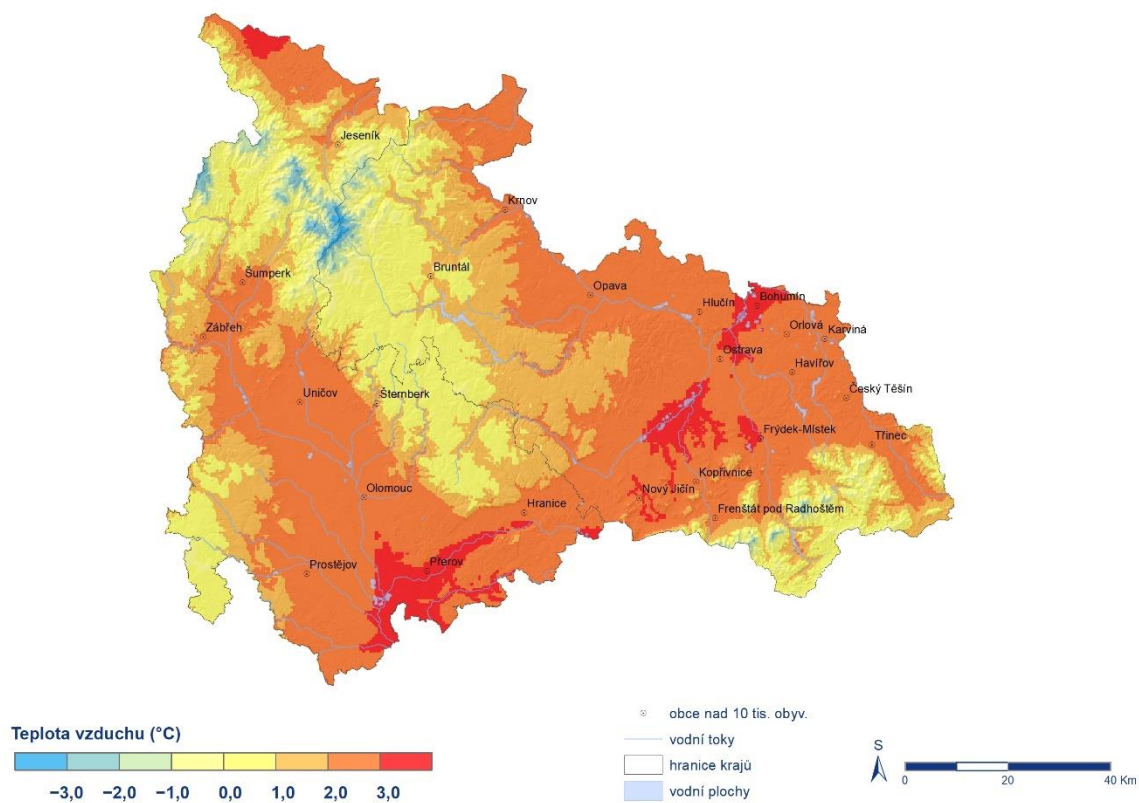 Jeseník
Krnov
Bruntál
Šumperk
Opava
Hlučín
Bohumín
Zábřeh
Orlová
Karviná
Ostrava
Havířov
Český Těšín
Uničov
Šternberk
Frýdek-Místek
Třinec
Kopřivnice
Olomouc
Nový Jičín
Hranice
Frenštát pod Radhoštěm
Přerov
Prostějov
Teplota vzduchu (°C)
−3,0 −2,0 −1,0 0,0 1,0 2,0 3,0
obce nad 10 tis. obyv.
vodní toky
hranice krajů
vodní plochy
S
0 20 40 Km